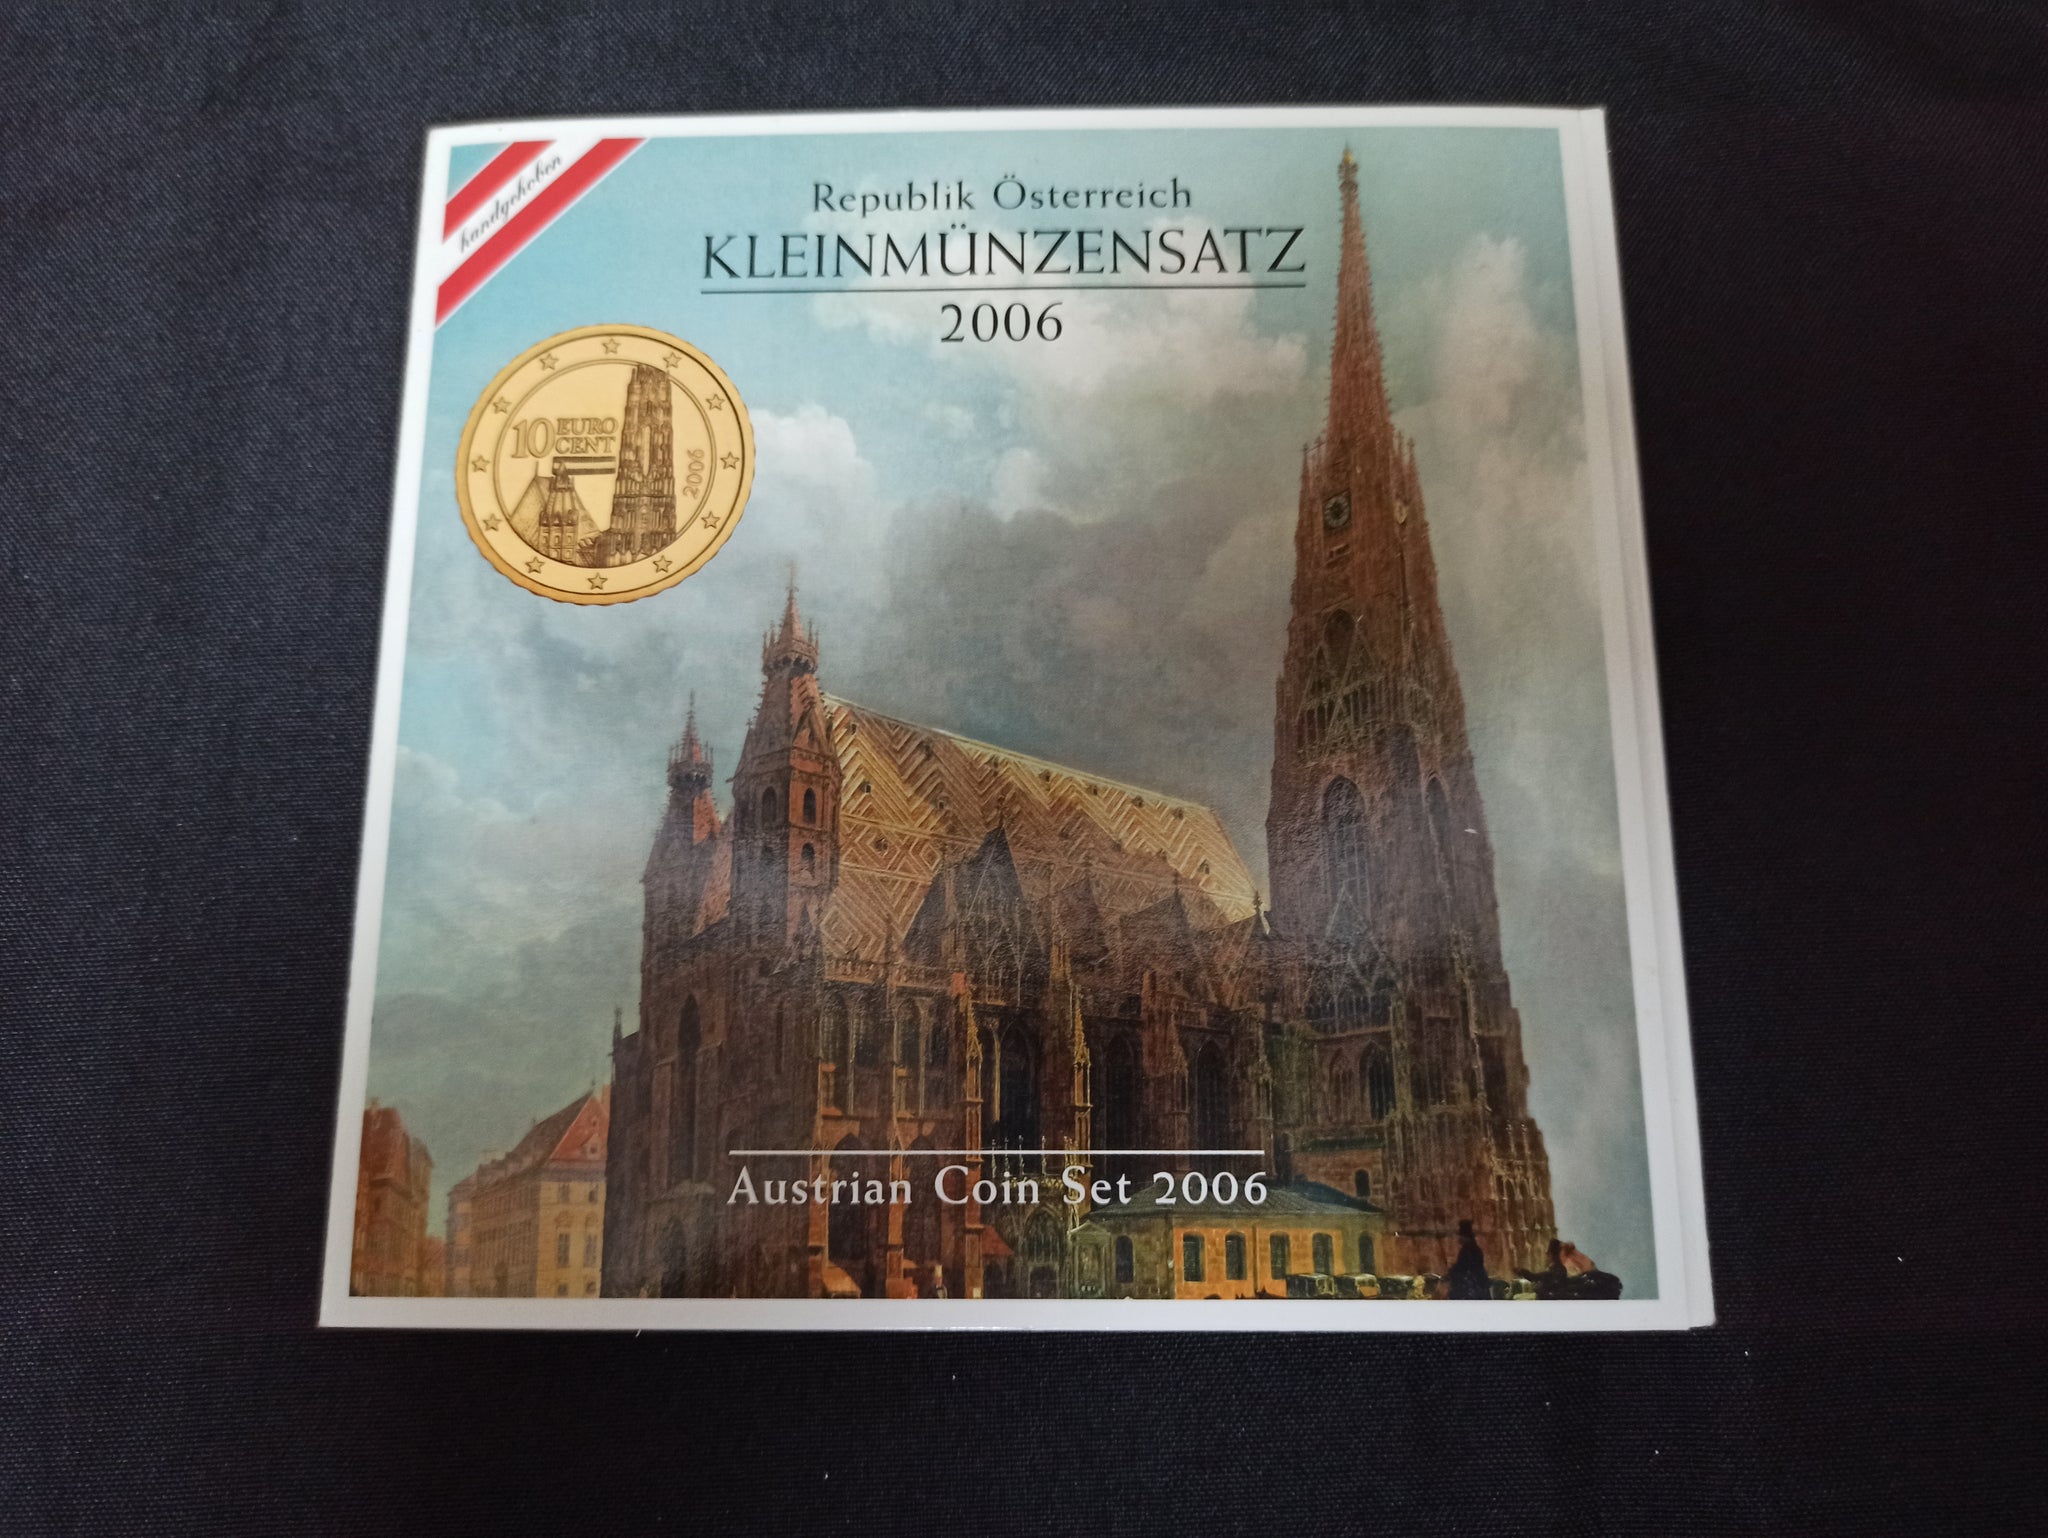 handgehoben
Republik Österreich
KLEINMÜNZENSATZ
2006
10 EURO
CENT
2006
Austrian Coin Set 2006